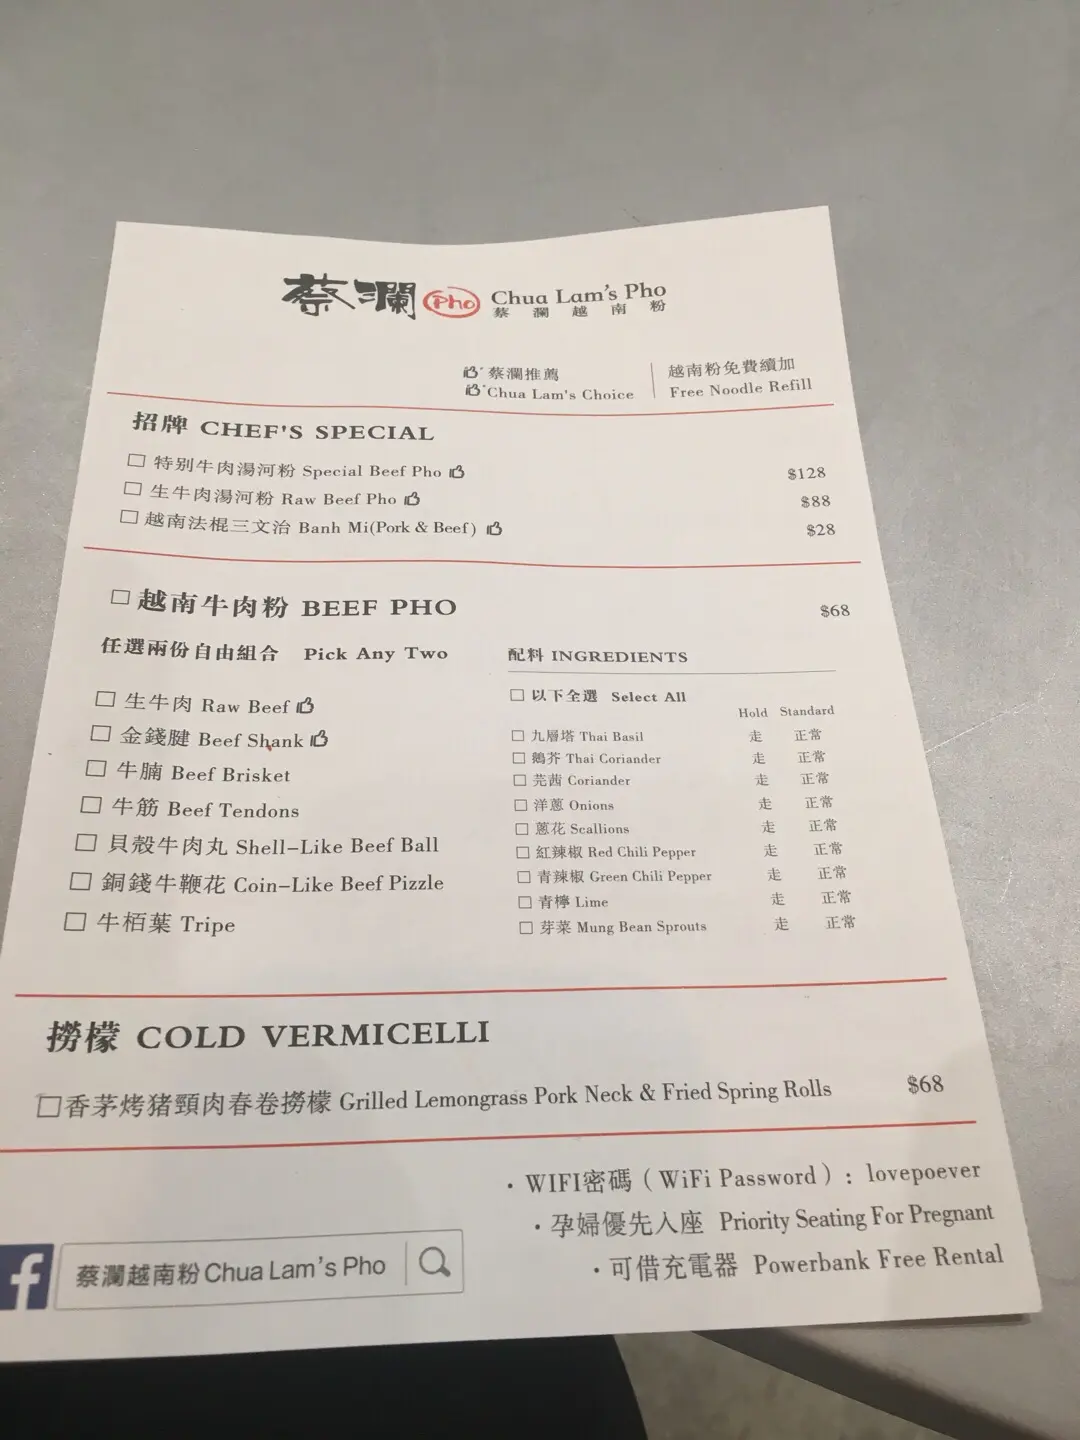 蔡瀾 Pho Chua Lam's Pho
蔡瀾越南粉
蔡瀾推薦
Chua Lam's Choice
越南粉免費續加
Free Noodle Refill
招牌 CHEF'S SPECIAL
特别牛肉湯河粉 Special Beef Pho $128
生牛肉湯河粉 Raw Beef Pho $88
越南法棍三文治 Banh Mi(Pork & Beef) $28
越南牛肉粉 BEEF PHO $68
任選兩份自由組合 Pick Any Two
生牛肉 Raw Beef
金錢腱 Beef Shank
牛腩 Beef Brisket
牛筋 Beef Tendons
貝殼牛肉丸 Shell-Like Beef Ball
銅錢牛鞭花 Coin-Like Beef Pizzle
牛栢葉 Tripe
配料 INGREDIENTS
以下全選 Select All
Hold Standard
九層塔 Thai Basil 走 正常
鵝芥 Thai Coriander 走 正常
芫茜 Coriander 走 正常
洋蔥 Onions 走 正常
蔥花 Scallions 走 正常
紅辣椒 Red Chili Pepper 走 正常
青辣椒 Green Chili Pepper 走 正常
青檸 Lime 走 正常
芽菜 Mung Bean Sprouts 走 正常
撈檬 COLD VERMICELLI
香茅烤猪頸肉春卷撈檬 Grilled Lemongrass Pork Neck & Fried Spring Rolls $68
· WIFI密碼（WiFi Password）: lovepoever
· 孕婦優先入座 Priority Seating For Pregnant
· 可借充電器 Powerbank Free Rental
f 蔡瀾越南粉Chua Lam's Pho